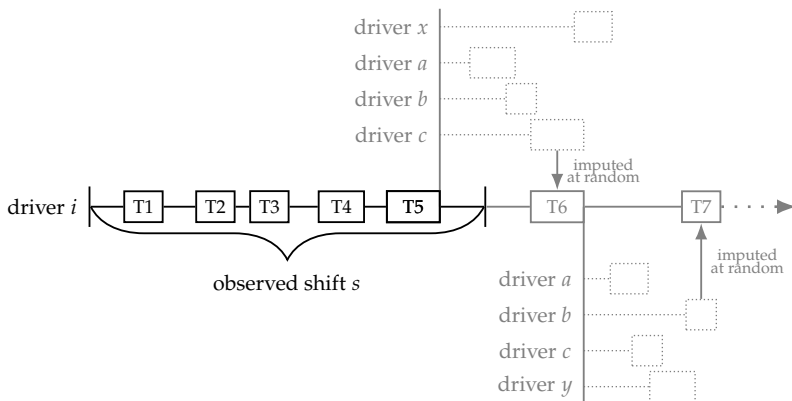 driver x
driver a
driver b
driver c
imputed
at random
driver i
T1
T2
T3
T4
T5
T6
T7
observed shift s
imputed
at random
driver a
driver b
driver c
driver y